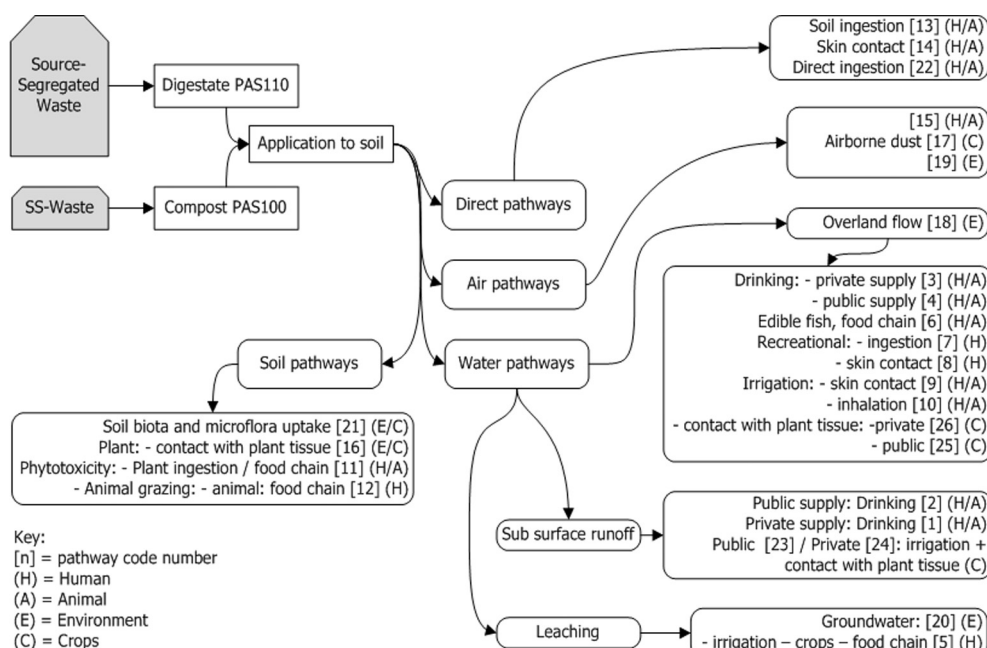 Source-
Segregated
Waste
Digestate PAS110
Application to soil
SS-Waste
Compost PAS100
Direct pathways
Soil ingestion [13] (H/A)
Skin contact [14] (H/A)
Direct ingestion [22] (H/A)
Air pathways
[15] (H/A)
Airborne dust [17] (C)
[19] (E)
Water pathways
Overland flow [18] (E)
Drinking: - private supply [3] (H/A)
- public supply [4] (H/A)
Edible fish, food chain [6] (H/A)
Recreational: - ingestion [7] (H)
- skin contact [8] (H)
Irrigation: - skin contact [9] (H/A)
- inhalation [10] (H/A)
- contact with plant tissue: -private [26] (C)
- public [25] (C)
Soil pathways
Soil biota and microflora uptake [21] (E/C)
Plant: - contact with plant tissue [16] (E/C)
Phytotoxicity: - Plant ingestion / food chain [11] (H/A)
- Animal grazing: - animal: food chain [12] (H)
Sub surface runoff
Public supply: Drinking [2] (H/A)
Private supply: Drinking [1] (H/A)
Public [23] / Private [24]: irrigation +
contact with plant tissue (C)
Leaching
Groundwater: [20] (E)
- irrigation – crops – food chain [5] (H)
Key:
[n] = pathway code number
(H) = Human
(A) = Animal
(E) = Environment
(C) = Crops